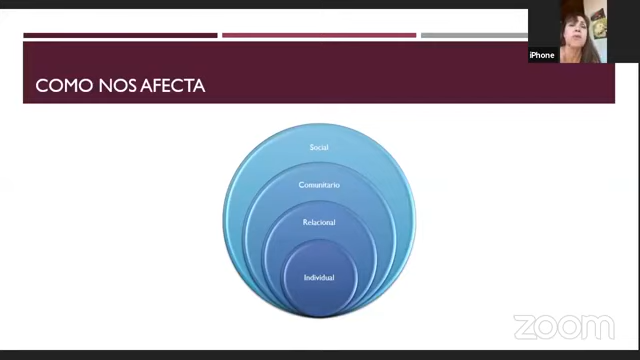 iPhone
COMO NOS AFECTA
Social
Comunitario
Relacional
Individual
zoom